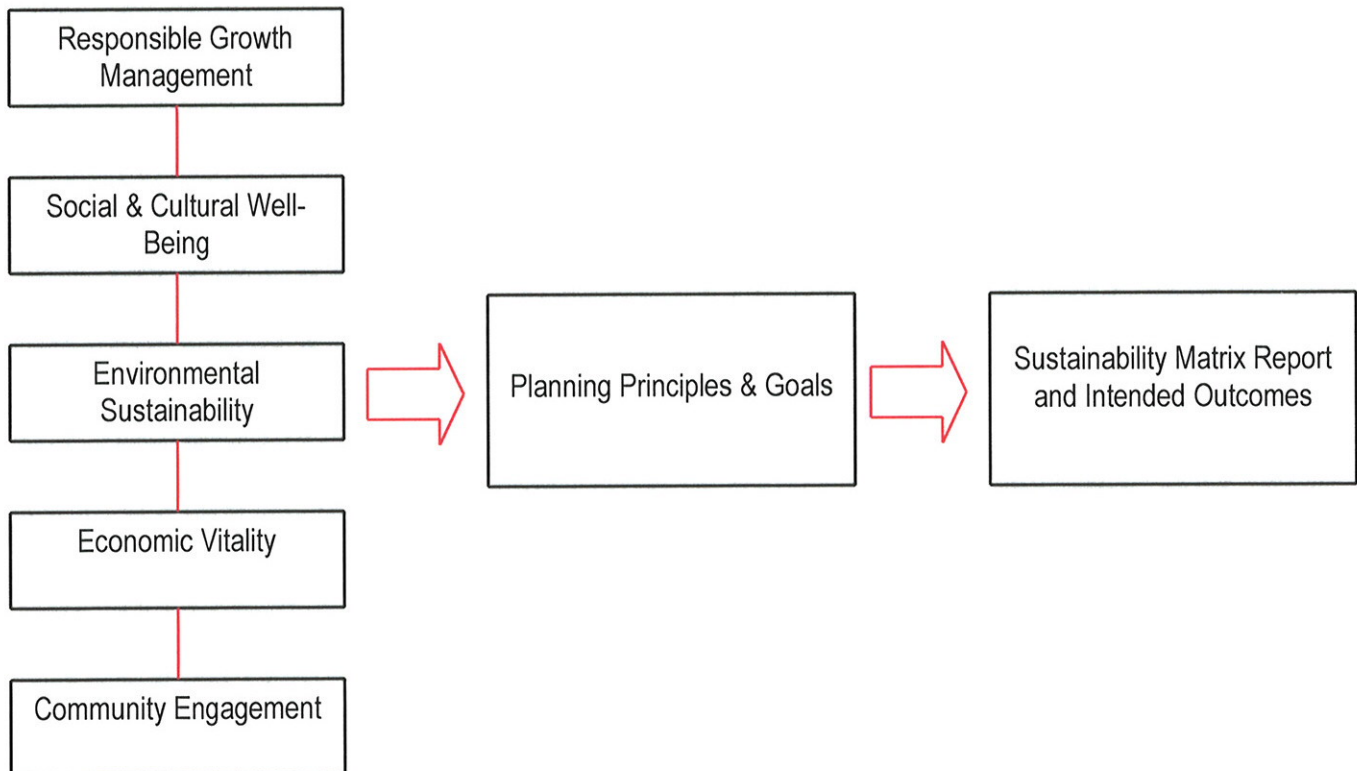 Responsible Growth
Management
Social & Cultural Well-
Being
Environmental
Sustainability
Economic Vitality
Community Engagement
Planning Principles & Goals
Sustainability Matrix Report
and Intended Outcomes